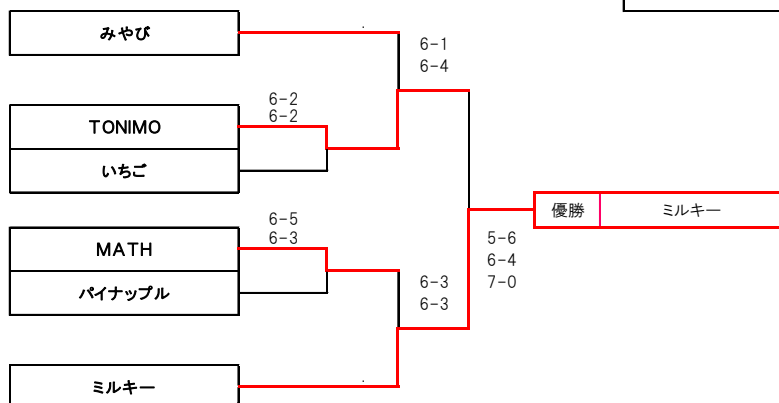 みやび
6-1
6-4
6-2
6-2
TONIMO
いちご
優勝 ミルキー
6-5
6-3
MATH
パイナップル
5-6
6-4
7-0
6-3
6-3
ミルキー